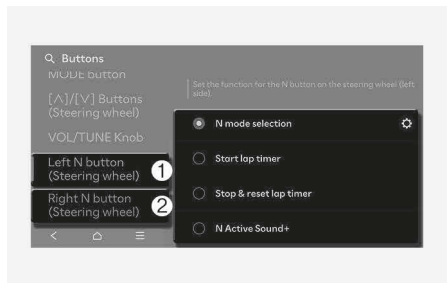 Buttons
MODE Button
[∧]/[∨] Buttons
(Steering wheel)
VOL/TUNE Knob
Left N button
(Steering wheel)
1
Right N button
(Steering wheel)
2
Set the function for the N button on the steering wheel (left
side).
N mode selection
Start lap timer
Stop & reset lap timer
N Active Sound+